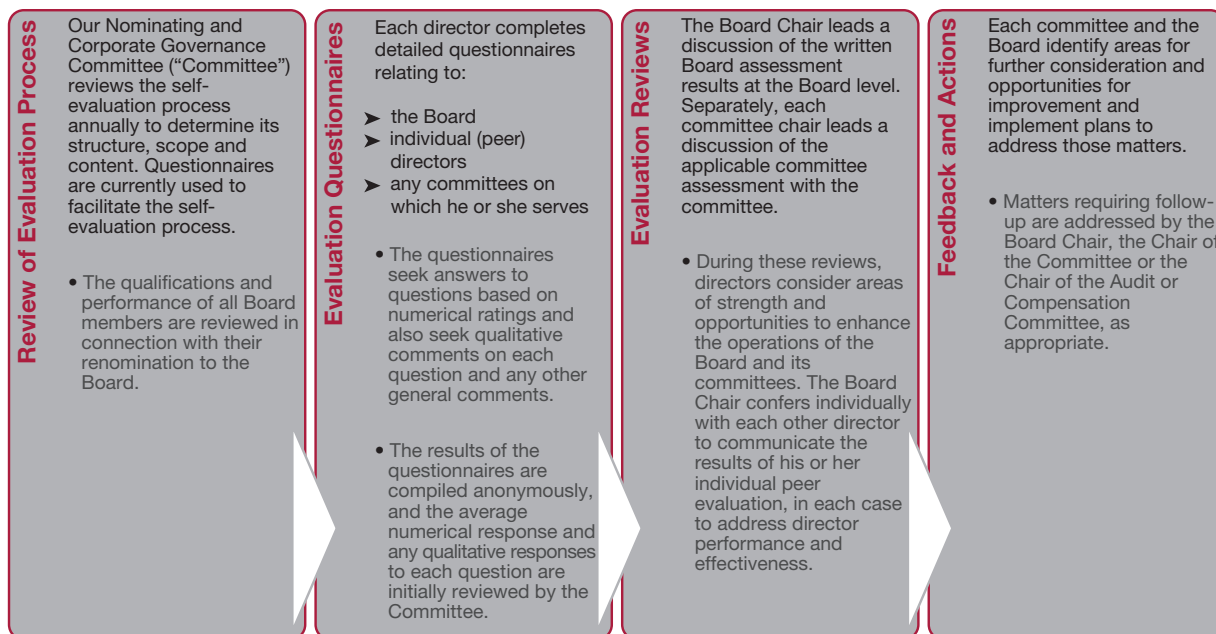 Review of Evaluation Process
Our Nominating and
Corporate Governance
Committee (“Committee”)
reviews the self-
evaluation process
annually to determine its
structure, scope and
content. Questionnaires
are currently used to
facilitate the self-
evaluation process.
• The qualifications and
performance of all Board
members are reviewed in
connection with their
renomination to the
Board.
Evaluation Questionnaires
Each director completes
detailed questionnaires
relating to:
➤ the Board
➤ individual (peer)
directors
➤ any committees on
which he or she serves
• The questionnaires
seek answers to
questions based on
numerical ratings and
also seek qualitative
comments on each
question and any other
general comments.
• The results of the
questionnaires are
compiled anonymously,
and the average
numerical response and
any qualitative responses
to each question are
initially reviewed by the
Committee.
Evaluation Reviews
The Board Chair leads a
discussion of the written
Board assessment
results at the Board level.
Separately, each
committee chair leads a
discussion of the
applicable committee
assessment with the
committee.
• During these reviews,
directors consider areas
of strength and
opportunities to enhance
the operations of the
Board and its
committees. The Board
Chair confers individually
with each other director
to communicate the
results of his or her
individual peer
evaluation, in each case
to address director
performance and
effectiveness.
Feedback and Actions
Each committee and the
Board identify areas for
further consideration and
opportunities for
improvement and
implement plans to
address those matters.
• Matters requiring follow-
up are addressed by the
Board Chair, the Chair of
the Committee or the
Chair of the Audit or
Compensation
Committee, as
appropriate.